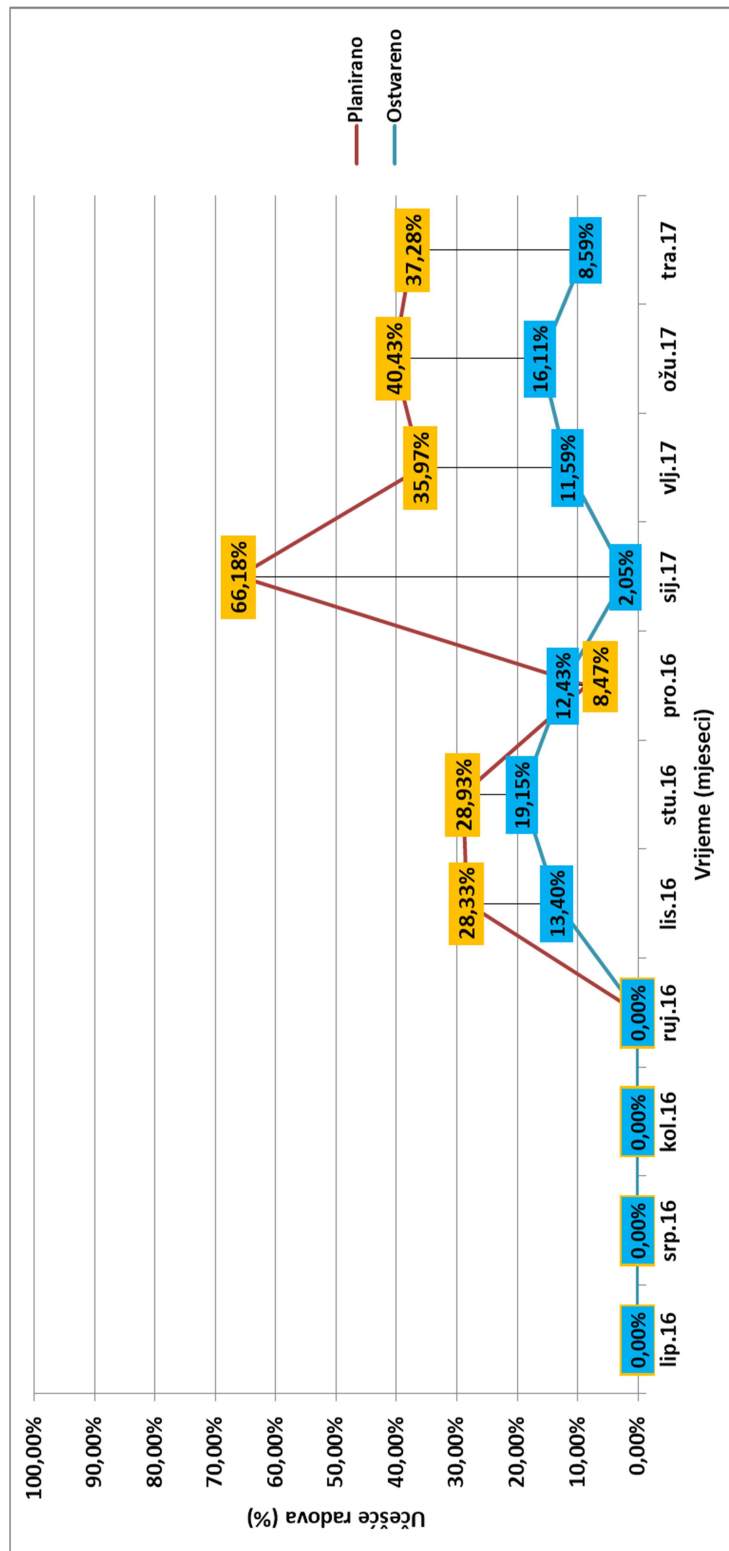 100,00%
90,00%
80,00%
70,00%
60,00%
50,00%
40,00%
30,00%
20,00%
10,00%
0,00%
Učešće radova (%)
0,00%
0,00%
0,00%
0,00%
28,33%
28,93%
8,47%
66,18%
35,97%
40,43%
37,28%
13,40%
19,15%
12,43%
2,05%
11,59%
16,11%
8,59%
lip.16
srp.16
kol.16
ruj.16
lis.16
stu.16
pro.16
sij.17
vlj.17
ožu.17
tra.17
Vrijeme (mjeseci)
Planirano
Ostvareno